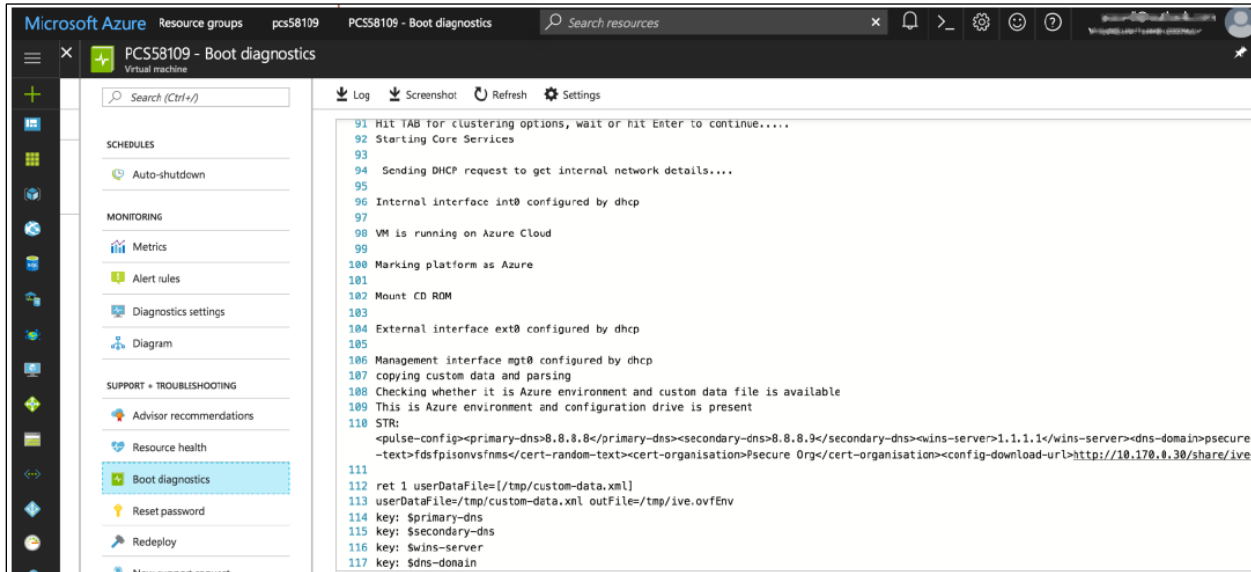 Microsoft Azure Resource groups pcs58109 PCS58109 - Boot diagnostics Search resources
PCS58109 - Boot diagnostics
Virtual machine
Search (Ctrl+/)
Log Screenshot Refresh Settings
SCHEDULES
Auto-shutdown
MONITORING
Metrics
Alert rules
Diagnostics settings
Diagram
SUPPORT + TROUBLESHOOTING
Advisor recommendations
Resource health
Boot diagnostics
Reset password
Redeploy
New support request
91 Hit TAB for clustering options, wait or hit Enter to continue.....
92 Starting Core Services
93
94 Sending DHCP request to get internal network details....
95
96 Internal interface int0 configured by dhcp
97
98 VM is running on Azure Cloud
99
100 Marking platform as Azure
101
102 Mount CD ROM
103
104 External interface ext0 configured by dhcp
105
106 Management interface mgt0 configured by dhcp
107 copying custom data and parsing
108 Checking whether it is Azure environment and custom data file is available
109 This is Azure environment and configuration drive is present
110 STR:
<pulse-config><primary-dns>8.8.8.8</primary-dns><secondary-dns>8.8.8.9</secondary-dns><wins-server>1.1.1.1</wins-server><dns-domain>psecure
-text>fdsfpisonvsfnms</cert-random-text><cert-organisation>Psecure Org</cert-organisation><config-download-url>http://10.170.0.30/share/ive
111
112 ret 1 userDataFile=[/tmp/custom-data.xml]
113 userDataFile=/tmp/custom-data.xml outFile=/tmp/ive.ovfEnv
114 key: $primary-dns
115 key: $secondary-dns
116 key: $wins-server
117 key: $dns-domain